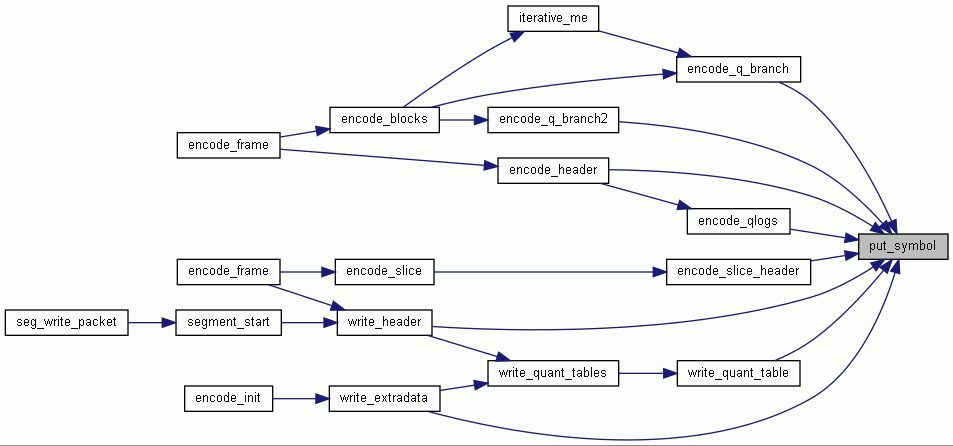 iterative_me
encode_q_branch
encode_blocks
encode_q_branch2
encode_frame
encode_header
encode_qlogs
put_symbol
encode_frame
encode_slice
encode_slice_header
seg_write_packet
segment_start
write_header
write_quant_tables
write_quant_table
encode_init
write_extradata